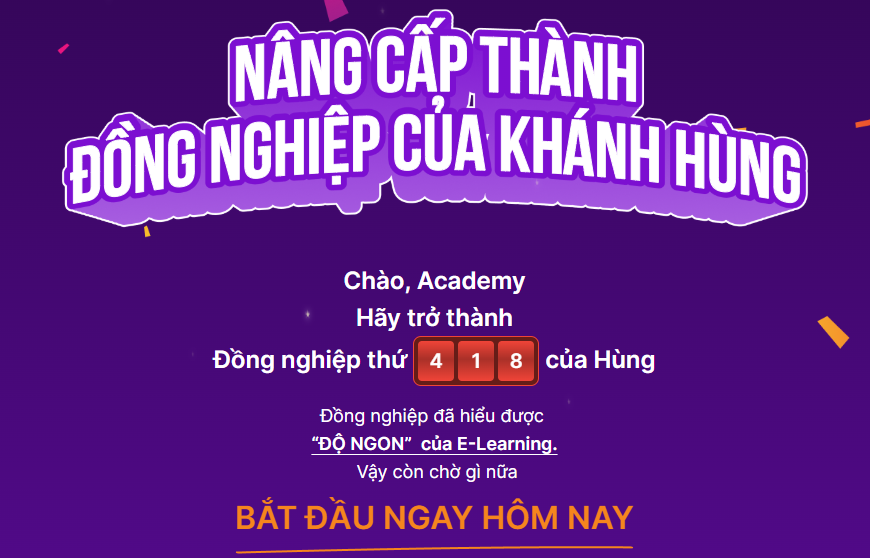 NÂNG CẤP THÀNH
ĐỒNG NGHIỆP CỦA KHÁNH HÙNG
Chào, Academy
Hãy trở thành
Đồng nghiệp thứ 4 1 8 của Hùng
Đồng nghiệp đã hiểu được
“ĐỘ NGON” của E-Learning.
Vậy còn chờ gì nữa
BẮT ĐẦU NGAY HÔM NAY